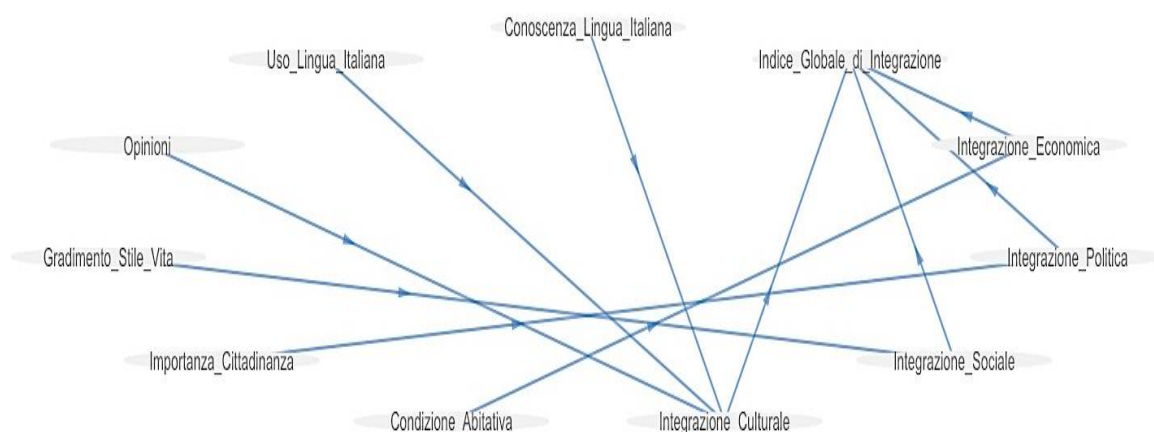 Conoscenza_Lingua_Italiana
Uso_Lingua_Italiana
Indice_Globale_di_Integrazione
Opinioni
Integrazione_Economica
Gradimento_Stile_Vita
Integrazione_Politica
Importanza_Cittadinanza
Integrazione_Sociale
Condizione_Abitativa
Integrazione_Culturale